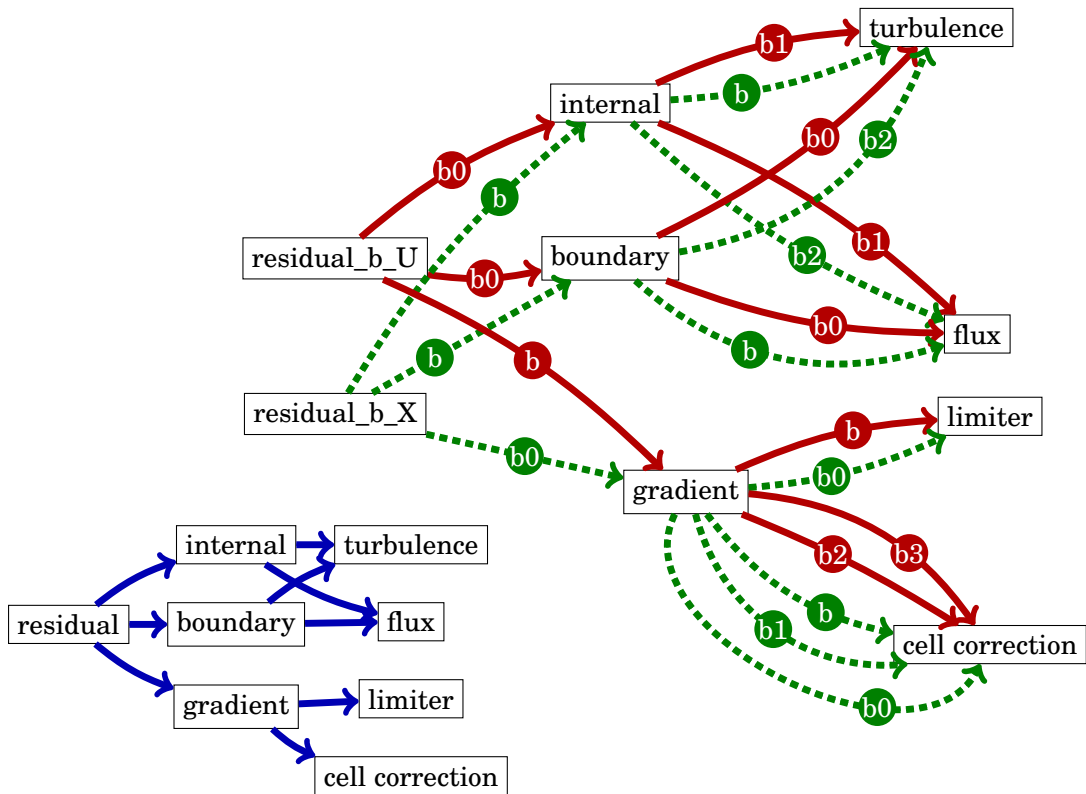 turbulence
b1
b
internal
b0
b2
b0
b
residual_b_U
boundary
b1
b2
b0
b0
flux
b
b
b
residual_b_X
limiter
b
b0
b0
gradient
b2
b3
b
b1
cell correction
b0
internal
turbulence
residual
boundary
flux
gradient
limiter
cell correction